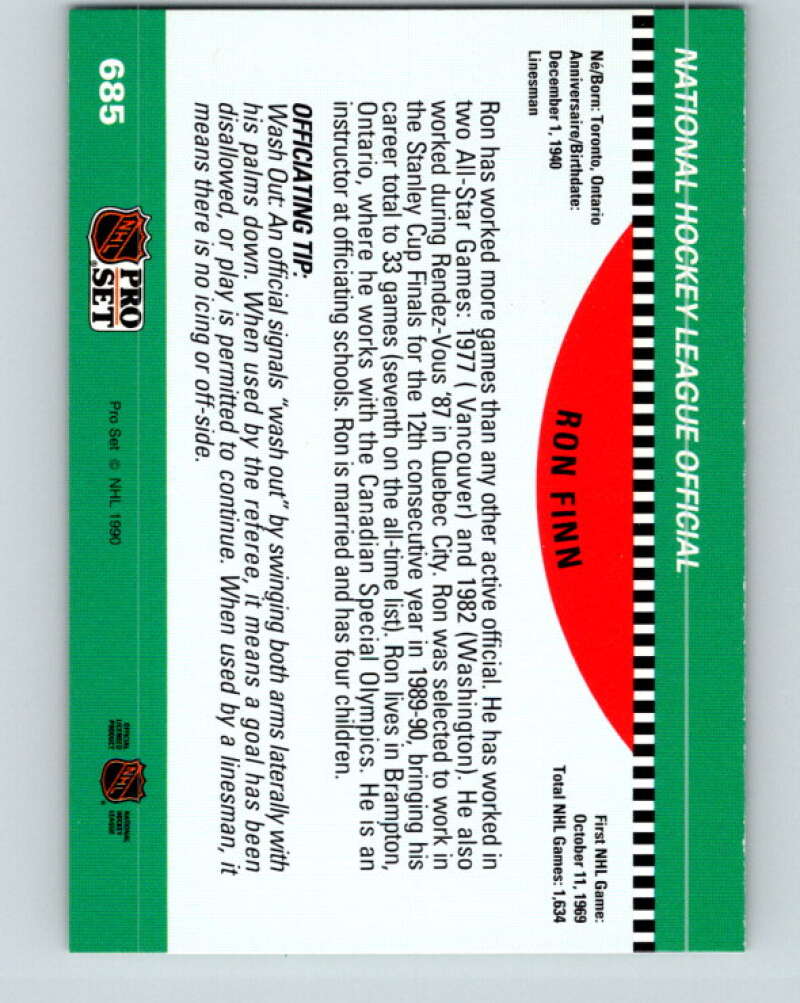 NATIONAL HOCKEY LEAGUE OFFICIAL
Né/Born: Toronto, Ontario
Anniversaire/Birthdate:
December 1, 1940
Linesman
RON FINN
First NHL Game:
October 11, 1969
Total NHL Games: 1,634
Ron has worked more games than any other active official. He has worked in
two All-Star Games: 1977 ( Vancouver) and 1982 (Washington). He also
worked during Rendez-Vous '87 in Quebec City. Ron was selected to work in
the Stanley Cup Finals for the 12th consecutive year in 1989-90, bringing his
career total to 33 games (seventh on the all-time list). Ron lives in Brampton,
Ontario, where he works with the Canadian Special Olympics. He is an
instructor at officiating schools. Ron is married and has four children.
OFFICIATING TIP:
Wash Out: An official signals "wash out" by swinging both arms laterally with
his palms down. When used by the referee, it means a goal has been
disallowed, or play is permitted to continue. When used by a linesman, it
means there is no icing or off-side.
685
NHL
PRO
SET
®
Pro Set © NHL 1990
OFFICIAL
LICENSED
PRODUCT
NHL
®
NATIONAL
HOCKEY
LEAGUE